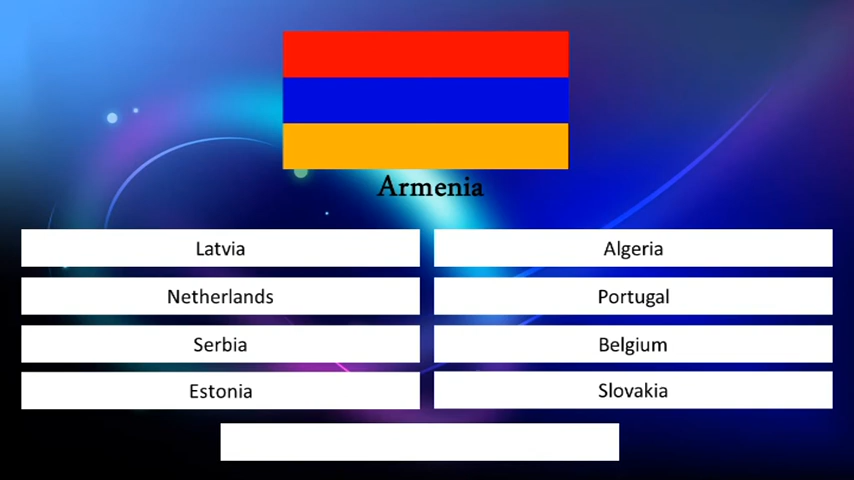 Armenia
Latvia
Algeria
Netherlands
Portugal
Serbia
Belgium
Estonia
Slovakia